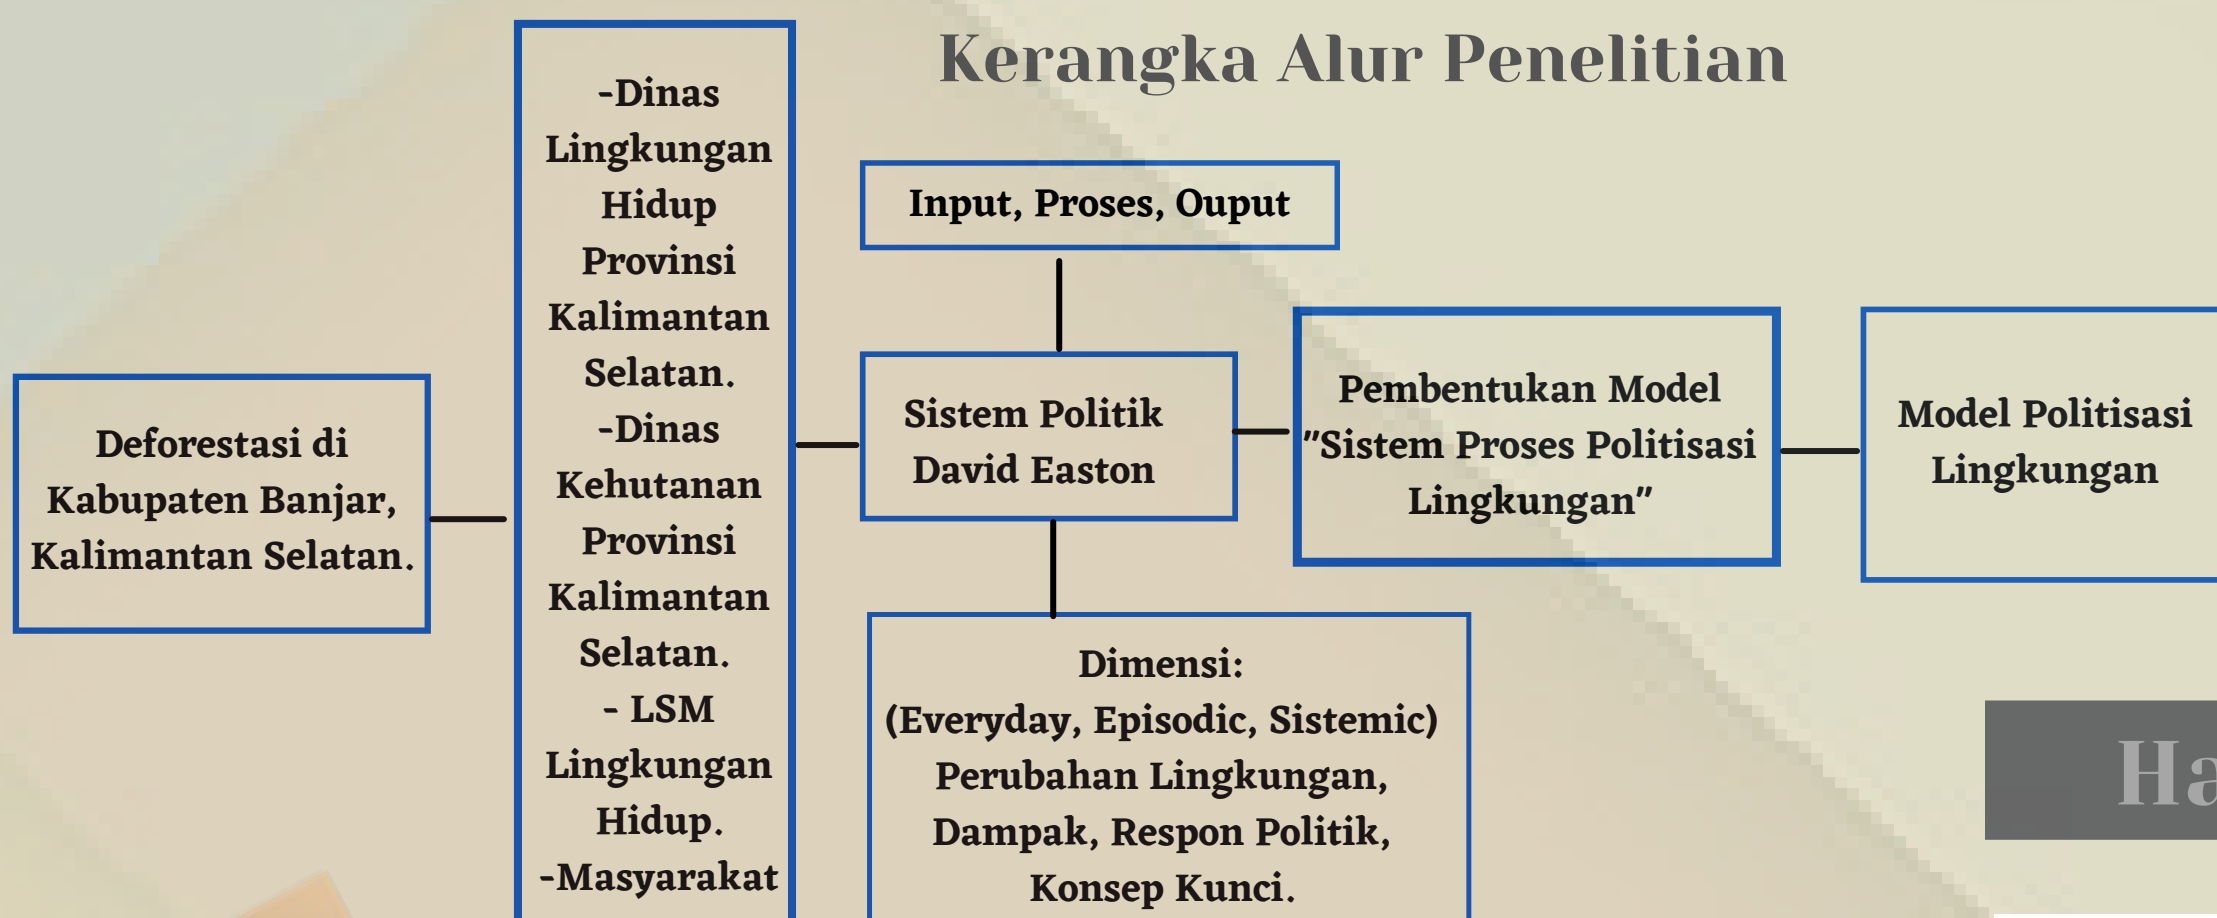 Kerangka Alur Penelitian
Deforestasi di
Kabupaten Banjar,
Kalimantan Selatan.
-Dinas
Lingkungan
Hidup
Provinsi
Kalimantan
Selatan.
-Dinas
Kehutanan
Provinsi
Kalimantan
Selatan.
- LSM
Lingkungan
Hidup.
-Masyarakat
Input, Proses, Ouput
Sistem Politik
David Easton
Dimensi:
(Everyday, Episodic, Sistemic)
Perubahan Lingkungan,
Dampak, Respon Politik,
Konsep Kunci.
Pembentukan Model
"Sistem Proses Politisasi
Lingkungan"
Model Politisasi
Lingkungan